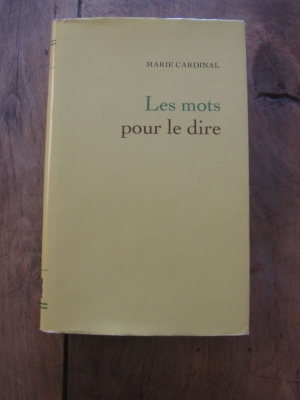 MARIE CARDINAL
Les mots
pour le dire